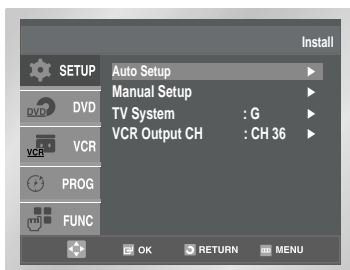 Install
SETUP
DVD DVD
VCR VCR
PROG
FUNC
Auto Setup ►
Manual Setup ►
TV System : G ►
VCR Output CH : CH 36 ►
OK RETURN MENU